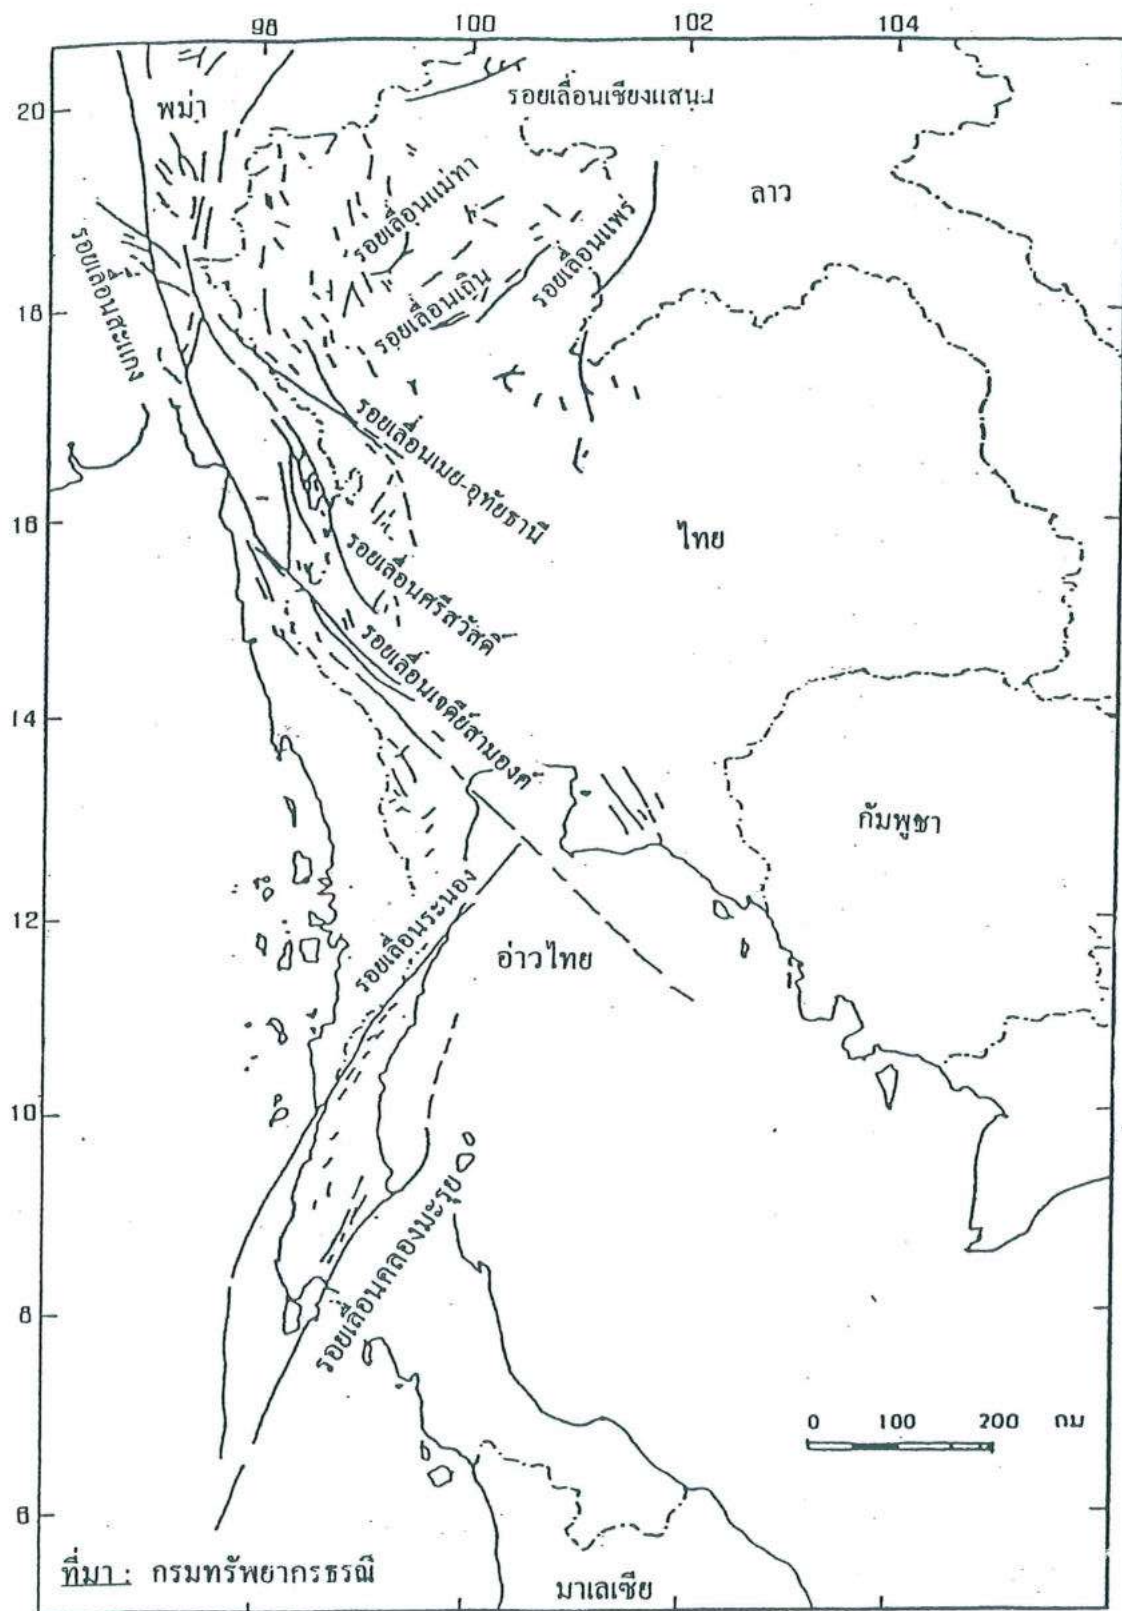 98 100 102 104
20
18
16
14
12
10
8
6
พม่า
รอยเลื่อนเชียงแสน
ลาว
รอยเลื่อนแม่ทา
รอยเลื่อนแพร่
รอยเลื่อนเถิน
รอยเลื่อนสะแกง
รอยเลื่อนเมย-อุทัยธานี
ไทย
รอยเลื่อนศรีสวัสดิ์
รอยเลื่อนเจดีย์สามองค์
กัมพูชา
รอยเลื่อนระนอง
อ่าวไทย
รอยเลื่อนคลองมะรุย
0 100 200 กม
ที่มา : กรมทรัพยากรธรณี
มาเลเซีย